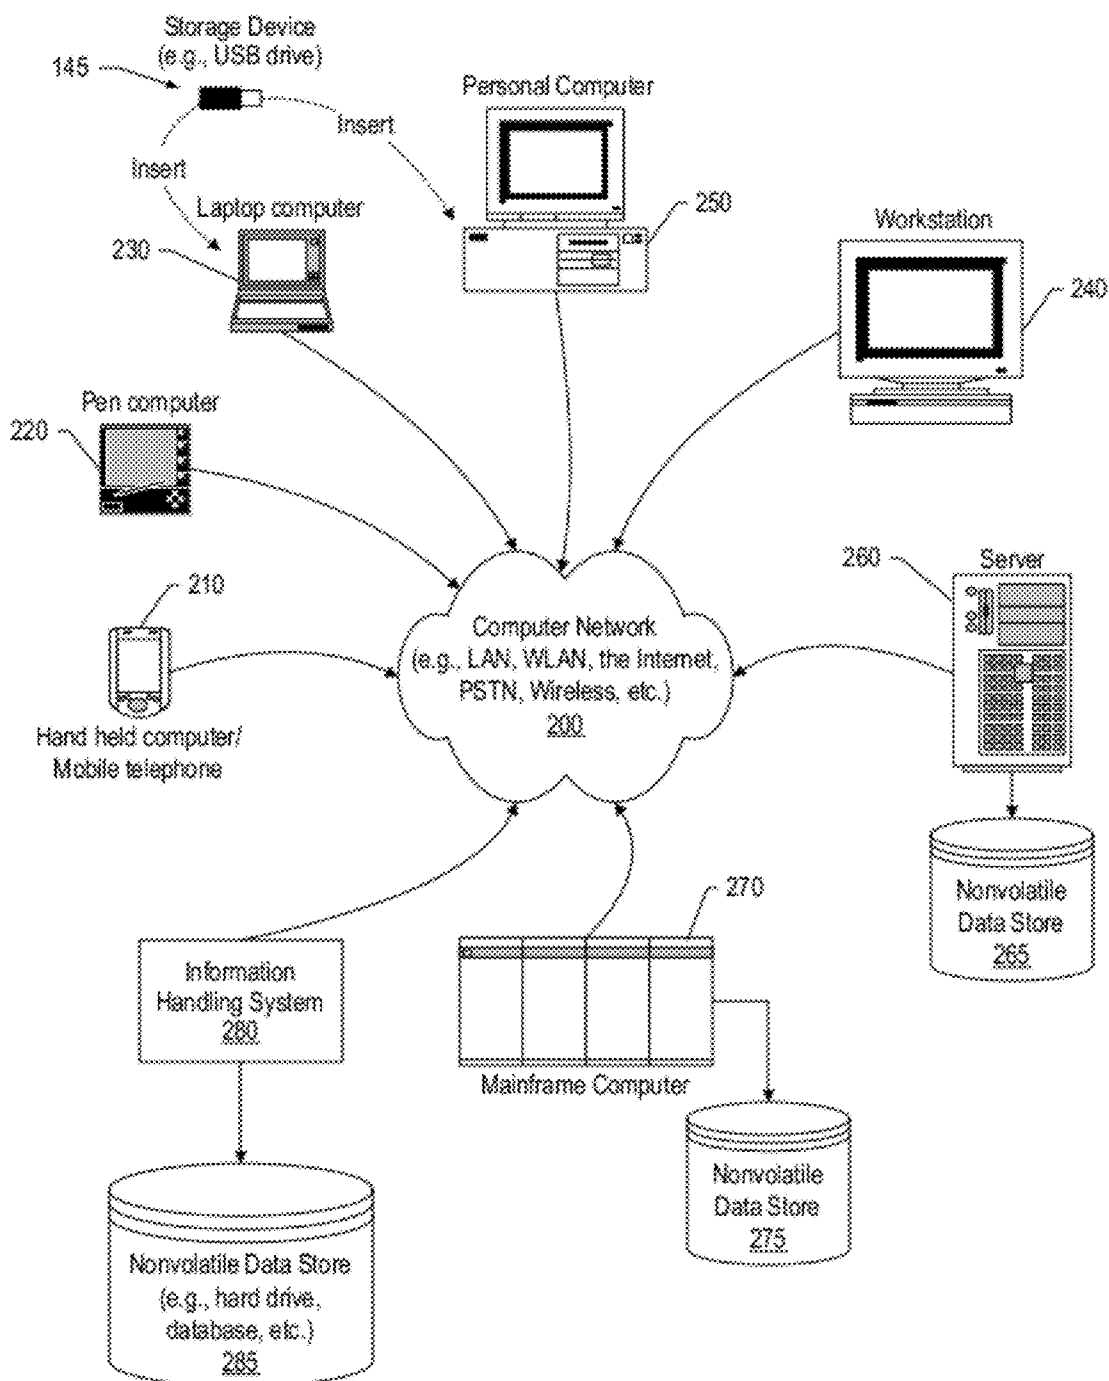 Storage Device
(e.g., USB drive)
145
Insert
Insert
Personal Computer
250
Laptop computer
230
Workstation
240
Pen computer
220
260
Server
210
Hand held computer/
Mobile telephone
Computer Network
(e.g., LAN, WLAN, the Internet,
PSTN, Wireless, etc.)
200
Nonvolatile
Data Store
265
270
Mainframe Computer
Information
Handling System
280
Nonvolatile
Data Store
275
Nonvolatile Data Store
(e.g., hard drive,
database, etc.)
285